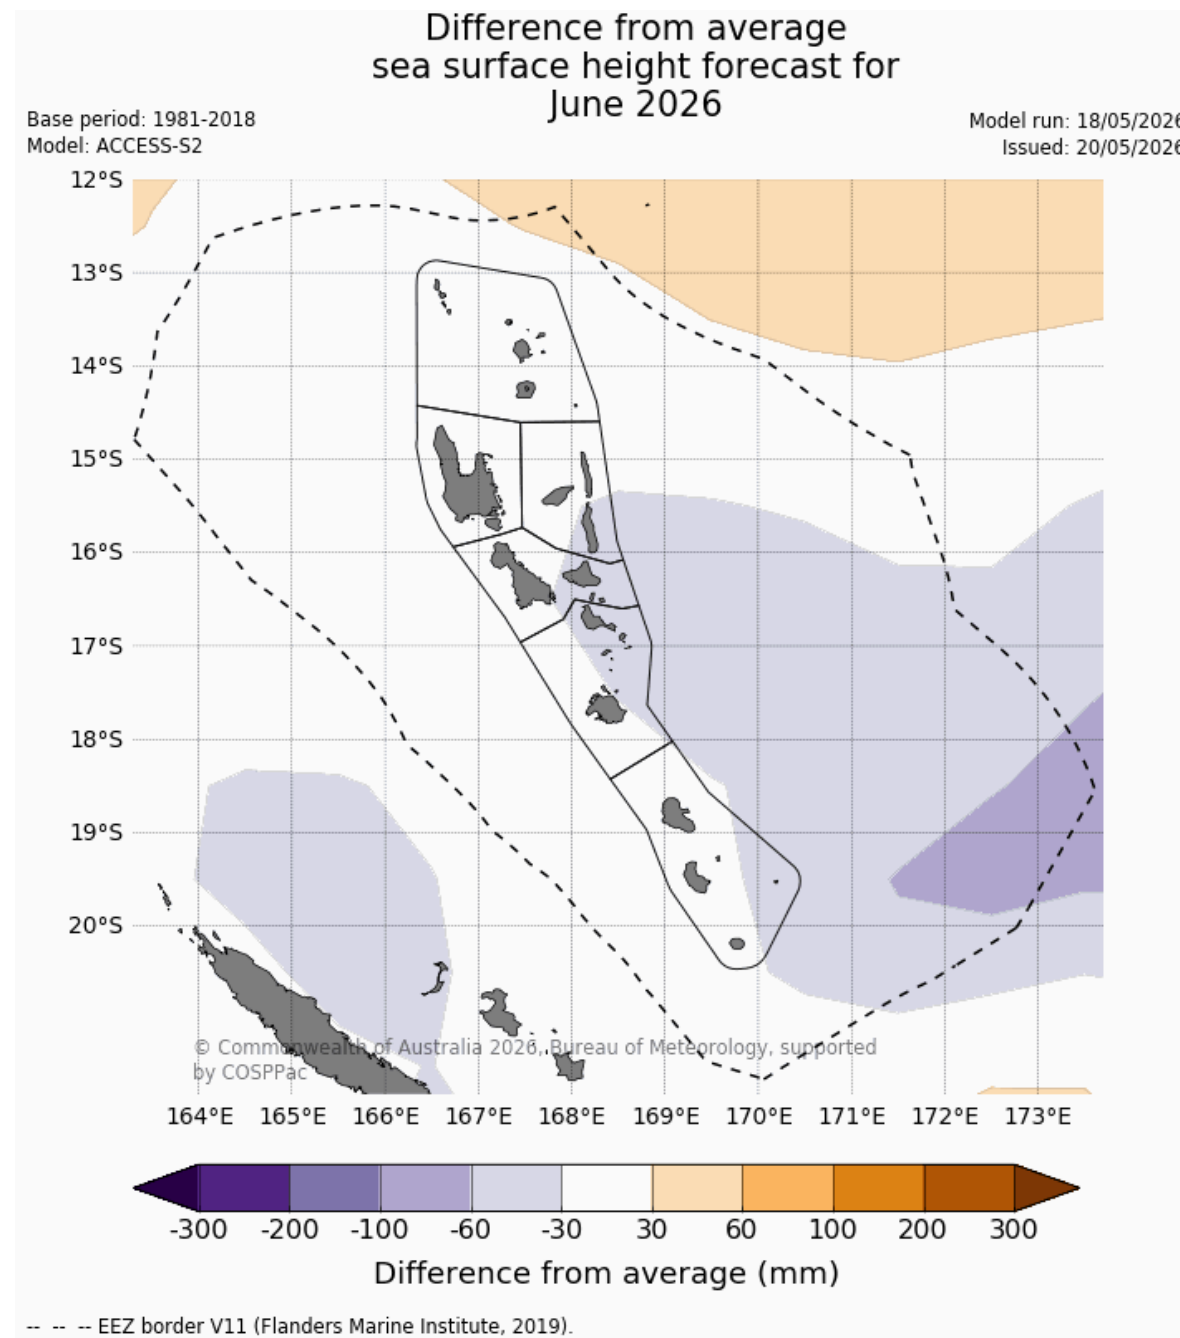 Difference from average
sea surface height forecast for
June 2026
Base period: 1981-2018
Model: ACCESS-S2
Model run: 18/05/2026
Issued: 20/05/2026
12°S
13°S
14°S
15°S
16°S
17°S
18°S
19°S
20°S
© Commonwealth of Australia 2026, Bureau of Meteorology, supported
by COSPPac
164°E 165°E 166°E 167°E 168°E 169°E 170°E 171°E 172°E 173°E
-300 -200 -100 -60 -30 30 60 100 200 300
Difference from average (mm)
-- -- -- EEZ border V11 (Flanders Marine Institute, 2019).